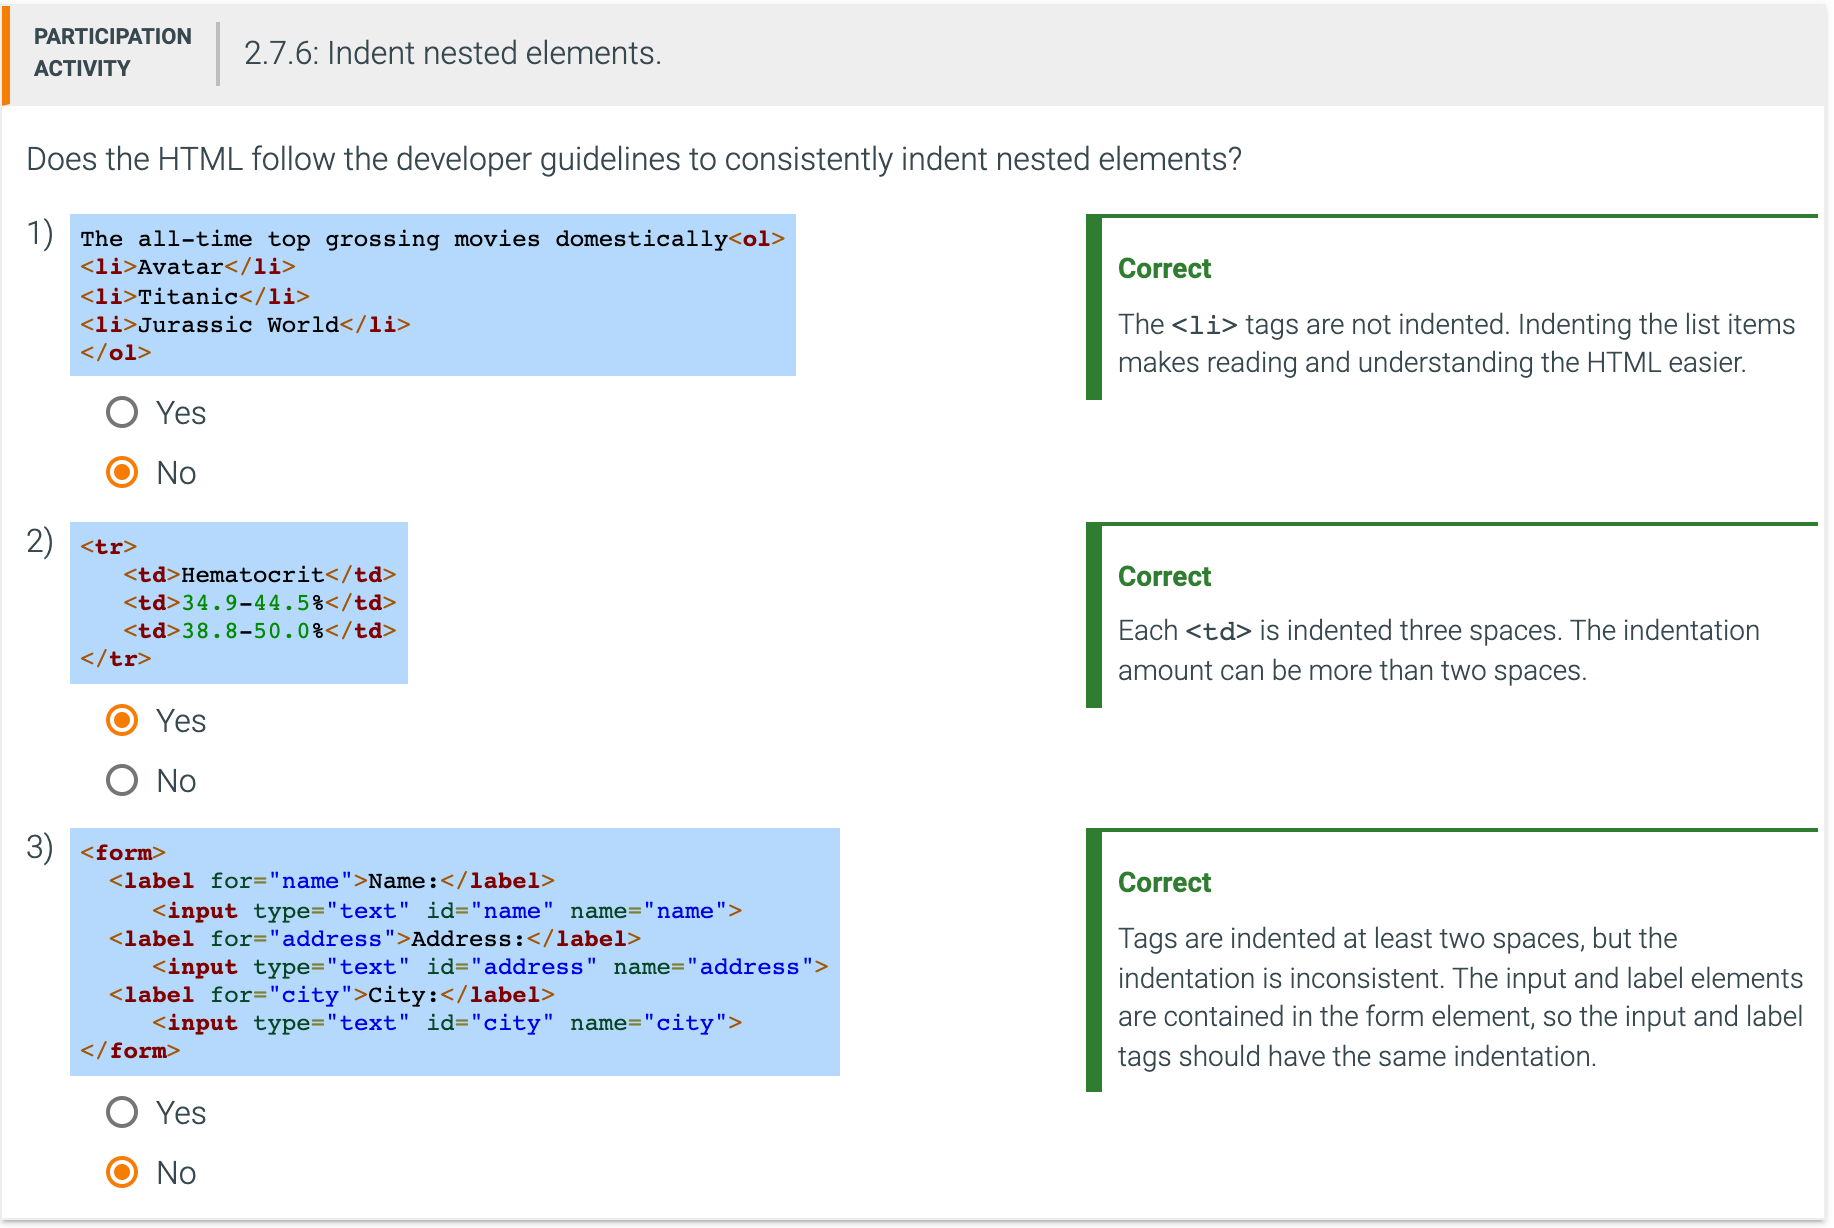 PARTICIPATION
ACTIVITY
2.7.6: Indent nested elements.
Does the HTML follow the developer guidelines to consistently indent nested elements?
1)
The all-time top grossing movies domestically<ol>
<li>Avatar</li>
<li>Titanic</li>
<li>Jurassic World</li>
</ol>
Yes
No
Correct
The <li> tags are not indented. Indenting the list items
makes reading and understanding the HTML easier.
2)
<tr>
   <td>Hematocrit</td>
   <td>34.9-44.5%</td>
   <td>38.8-50.0%</td>
</tr>
Yes
No
Correct
Each <td> is indented three spaces. The indentation
amount can be more than two spaces.
3)
<form>
  <label for="name">Name:</label>
     <input type="text" id="name" name="name">
  <label for="address">Address:</label>
     <input type="text" id="address" name="address">
  <label for="city">City:</label>
     <input type="text" id="city" name="city">
</form>
Yes
No
Correct
Tags are indented at least two spaces, but the
indentation is inconsistent. The input and label elements
are contained in the form element, so the input and label
tags should have the same indentation.